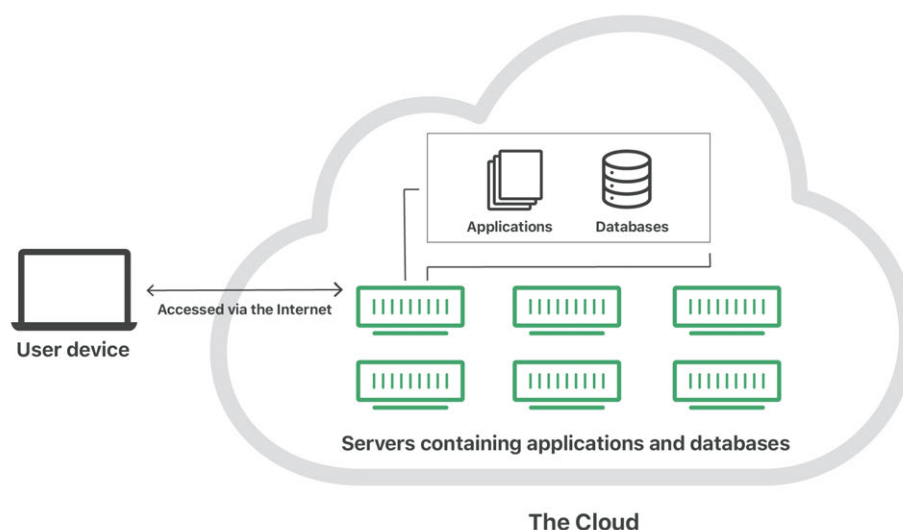 Applications
Databases
Accessed via the Internet
User device
Servers containing applications and databases
The Cloud